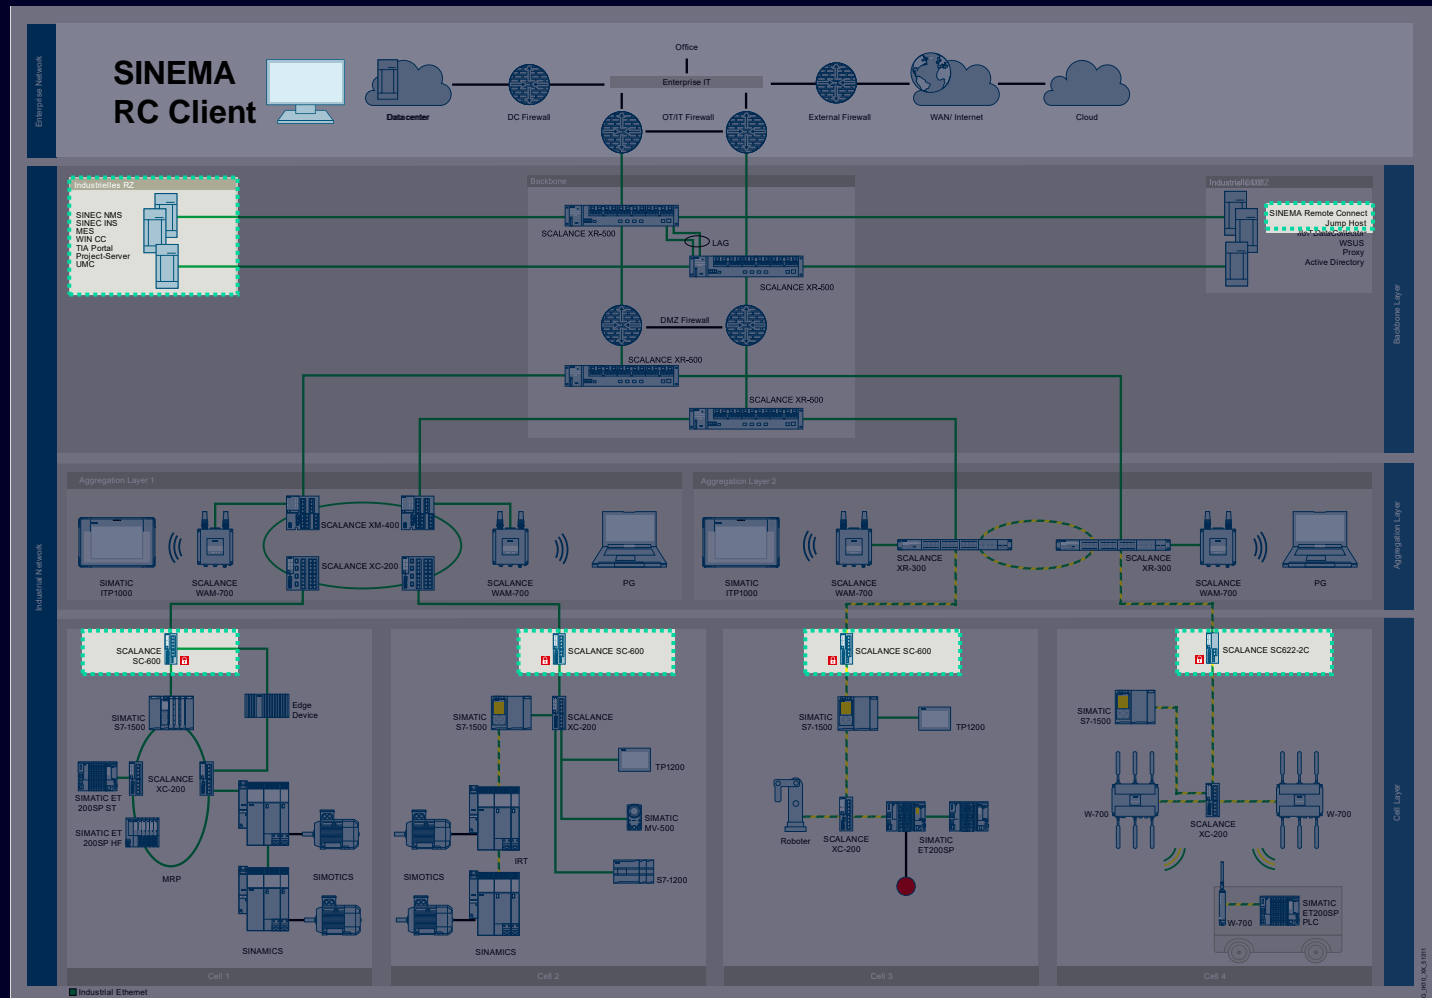 Enterprise Network
SINEMA
RC Client
Datacenter
DC Firewall
Office
Enterprise IT
OT/IT Firewall
External Firewall
WAN/ Internet
Cloud
Industrial Network
Backbone Layer
Industrielles RZ
SINEC NMS
SINEC INS
MES
WIN CC
TIA Portal
Project-Server
UMC
Backbone
SCALANCE XR-500
LAG
SCALANCE XR-500
DMZ Firewall
SCALANCE XR-500
SCALANCE XR-500
SINEMA Remote Connect
Jump Host
WSUS
Proxy
Active Directory
Aggregation Layer
Aggregation Layer 1
SIMATIC
ITP1000
SCALANCE
WAM-700
SCALANCE XM-400
SCALANCE XC-200
SCALANCE
WAM-700
PG
Aggregation Layer 2
SIMATIC
ITP1000
SCALANCE
WAM-700
SCALANCE
XR-300
SCALANCE
XR-300
SCALANCE
WAM-700
PG
Cell Layer
SCALANCE
SC-600
SIMATIC
S7-1500
Edge
Device
SCALANCE
XC-200
SIMATIC ET
200SP ST
SIMATIC ET
200SP HF
MRP
SIMOTICS
SINAMICS
Cell 1
SCALANCE SC-600
SIMATIC
S7-1500
SCALANCE
XC-200
TP1200
SIMATIC
MV-500
IRT
S7-1200
SIMOTICS
SINAMICS
Cell 2
SCALANCE SC-600
SIMATIC
S7-1500
TP1200
Roboter
SCALANCE
XC-200
SIMATIC
ET200SP
Cell 3
SCALANCE SC622-2C
SIMATIC
S7-1500
W-700
SCALANCE
XC-200
W-700
W-700
SIMATIC
ET200SP
PLC
Cell 4
Industrial Ethernet